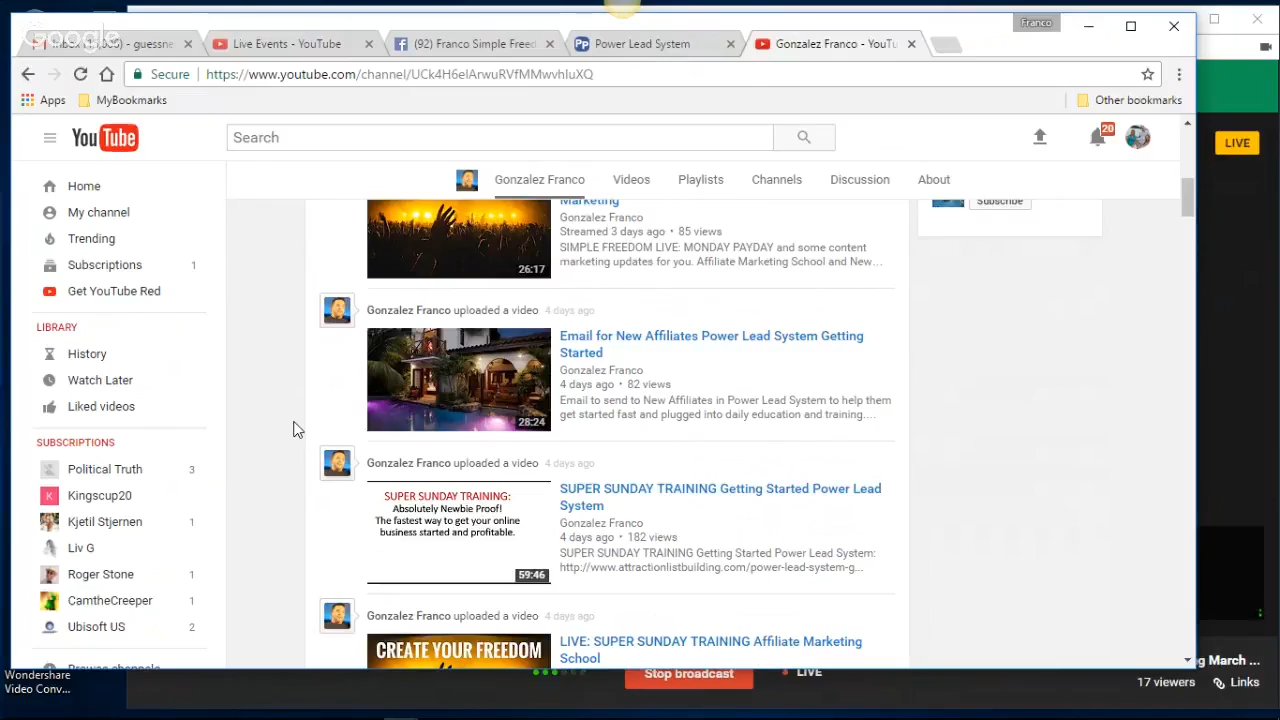 Franco
Google
Inbox
guessne
Live Events - YouTube
(92) Franco Simple Freed
Power Lead System
Gonzalez Franco - YouTu
Secure
https://www.youtube.com/channel/UCk4H6elAtvuRVfMMwvhIuXQ
Apps
MyBookmarks
Other bookmarks
YouTube
Search
20
LIVE
Gonzalez Franco
Videos
Playlists
Channels
Discussion
About
Home
My channel
Trending
Subscriptions 1
Get YouTube Red
LIBRARY
History
Watch Later
Liked videos
SUBSCRIPTIONS
Political Truth 3
Kingscup20
Kjetil Stjernen 1
Liv G
Roger Stone 1
CamtheCreeper 1
Ubisoft US 2
Browse channels
Marketing
Gonzalez Franco
Streamed 3 days ago • 85 views
SIMPLE FREEDOM LIVE: MONDAY PAYDAY and some content
marketing updates for you. Affiliate Marketing School and New...
26:17
Subscribe
Gonzalez Franco uploaded a video 4 days ago
Email for New Affiliates Power Lead System Getting
Started
Gonzalez Franco
4 days ago • 82 views
Email to send to New Affiliates in Power Lead System to help them
get started fast and plugged into daily education and training....
28:24
Gonzalez Franco uploaded a video 4 days ago
SUPER SUNDAY TRAINING:
Absolutely Newbie Proof!
The fastest way to get your online
business started and profitable.
59:46
SUPER SUNDAY TRAINING Getting Started Power Lead
System
Gonzalez Franco
4 days ago • 182 views
SUPER SUNDAY TRAINING Getting Started Power Lead System:
http://www.attractionlistbuilding.com/power-lead-system-g...
Gonzalez Franco uploaded a video 4 days ago
CREATE YOUR FREEDOM
LIVE: SUPER SUNDAY TRAINING Affiliate Marketing
School
Wondershare
Video Conv...
Stop broadcast
LIVE
g March ...
17 viewers
Links